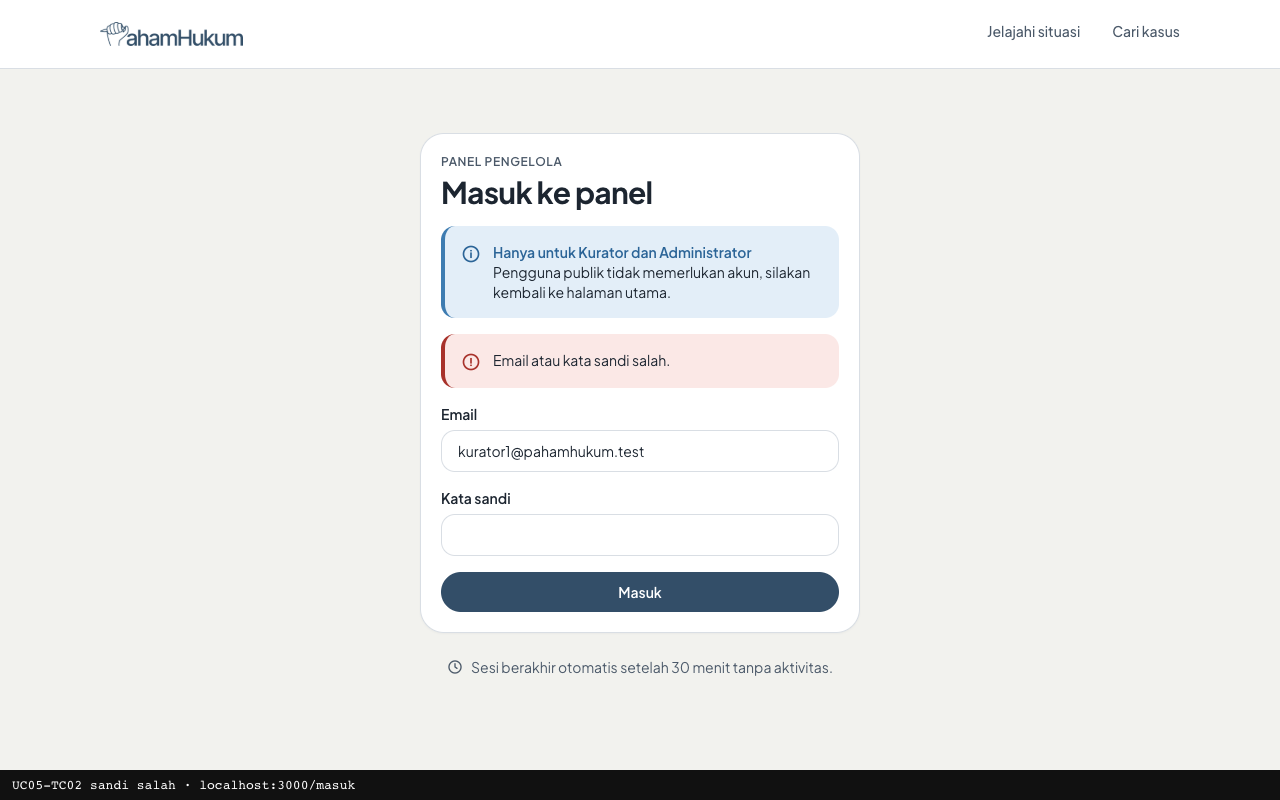 PahamHukum
Jelajahi situasi
Cari kasus
PANEL PENGELOLA
Masuk ke panel
Hanya untuk Kurator dan Administrator
Pengguna publik tidak memerlukan akun, silakan
kembali ke halaman utama.
Email atau kata sandi salah.
Email
kurator1@pahamhukum.test
Kata sandi
Masuk
Sesi berakhir otomatis setelah 30 menit tanpa aktivitas.
UC05-TC02 sandi salah · localhost:3000/masuk